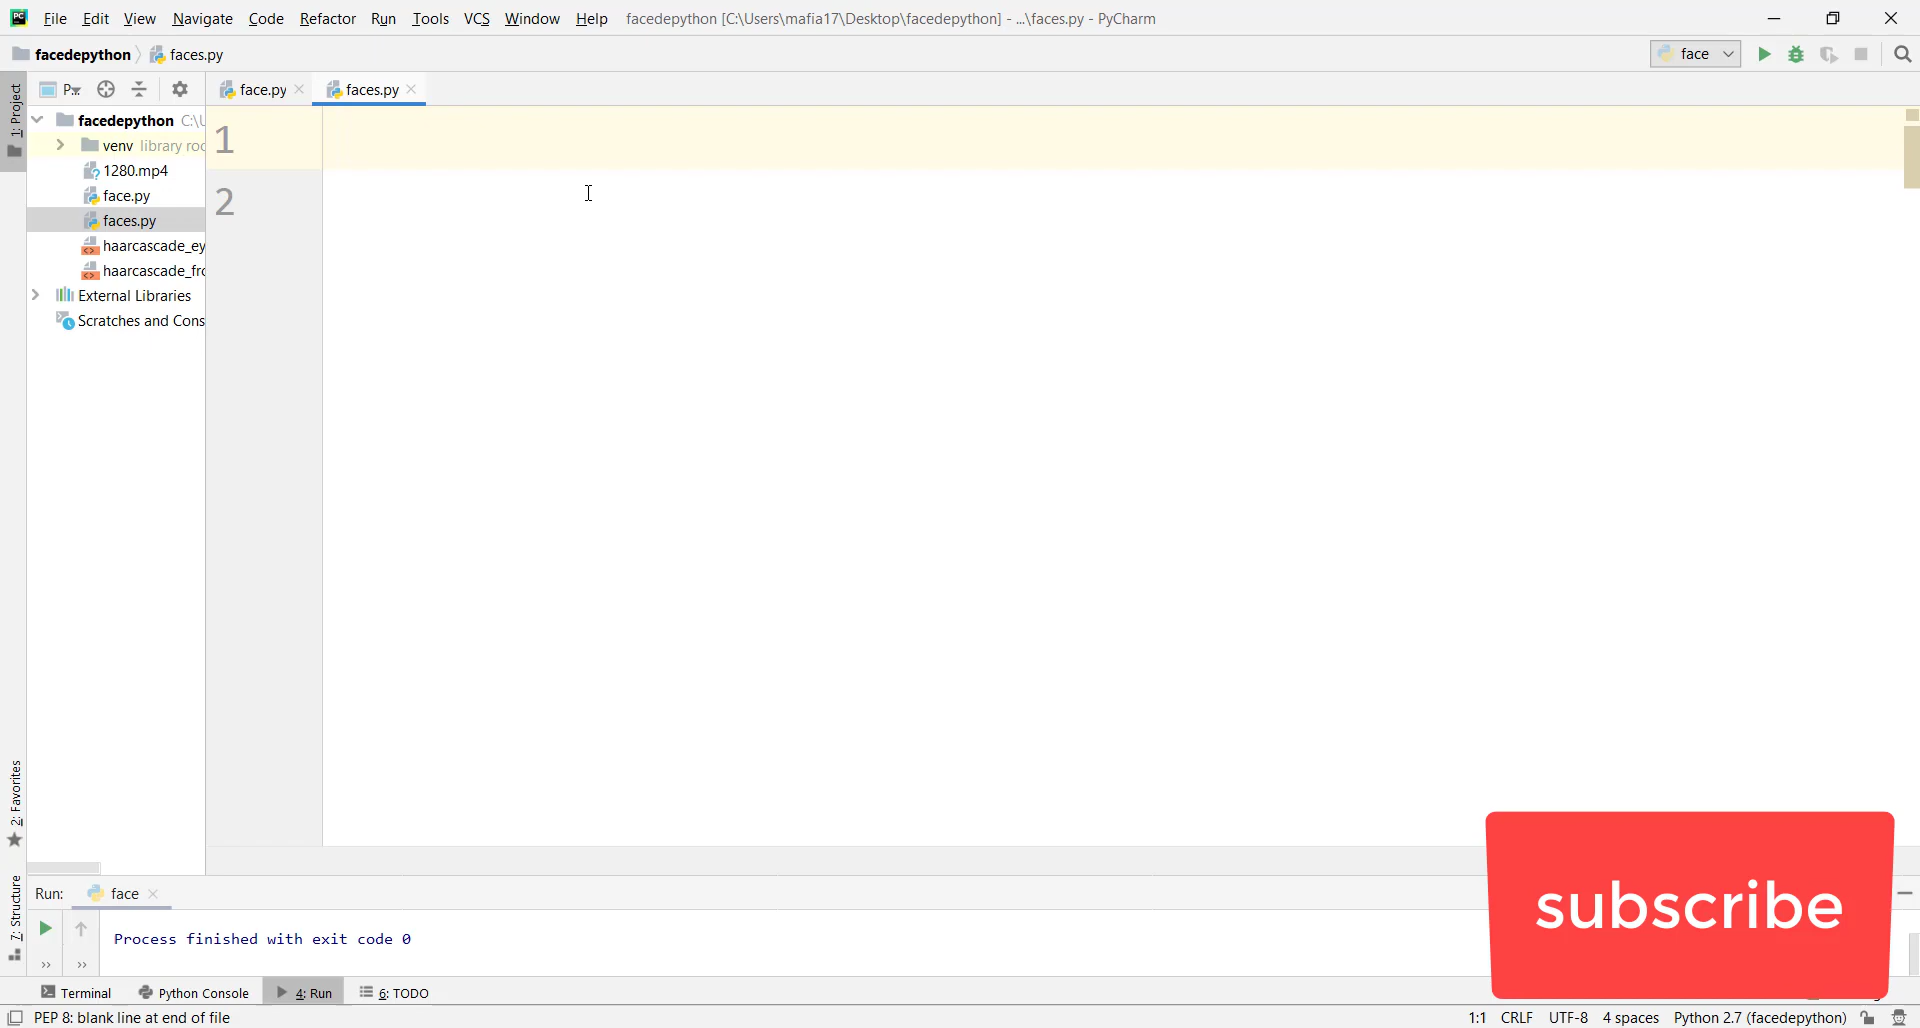 File Edit View Navigate Code Refactor Run Tools VCS Window Help facedepython [C:\Users\mafia17\Desktop\facedepython] - ...\faces.py - PyCharm
facedepython faces.py face
1: Project P... face.py faces.py
facedepython C:\U
venv library roo
1280.mp4
face.py
faces.py
haarcascade_ey
haarcascade_fro
External Libraries
Scratches and Cons
1
2
2: Favorites
7: Structure
Run: face
Process finished with exit code 0
subscribe
Terminal Python Console 4: Run 6: TODO
PEP 8: blank line at end of file 1:1 CRLF UTF-8 4 spaces Python 2.7 (facedepython)